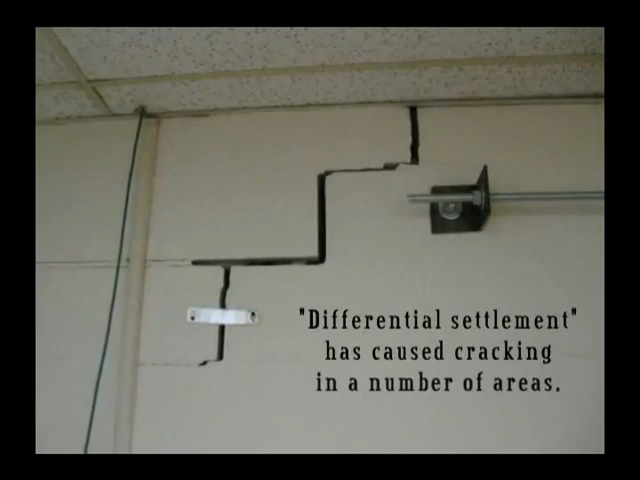 "Differential settlement"
has caused cracking
in a number of areas.